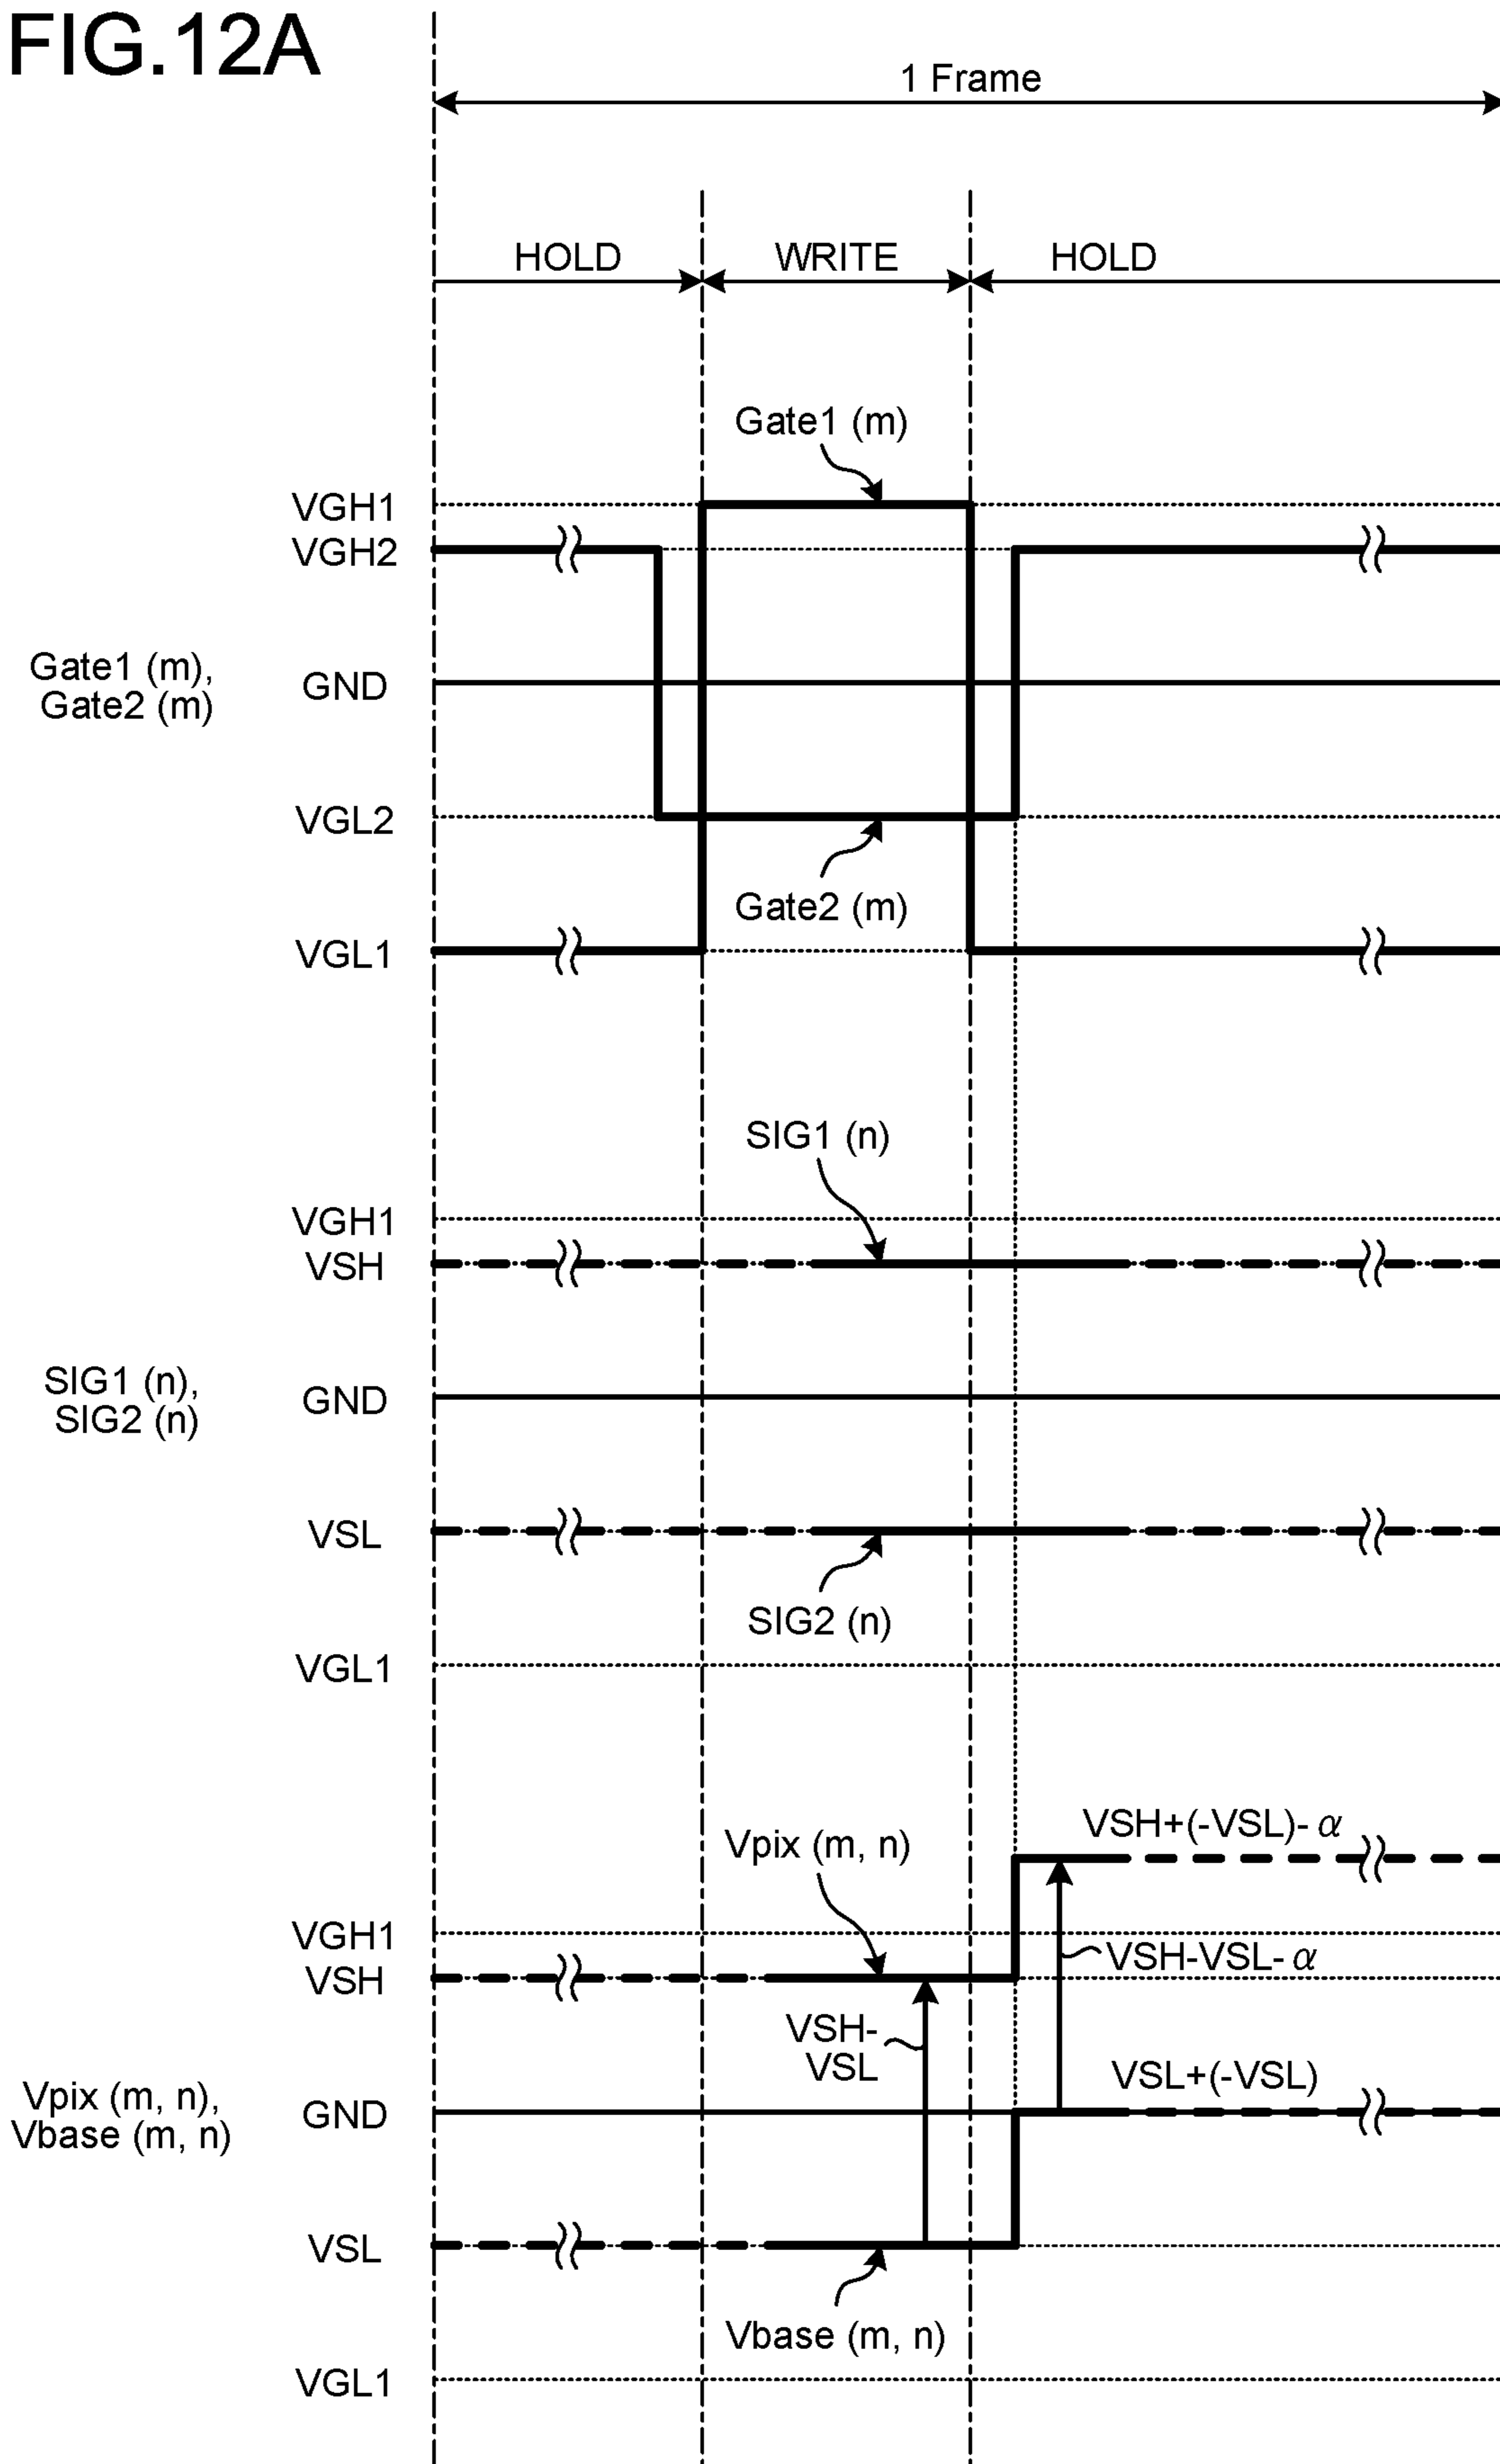 FIG.12A
1 Frame
HOLD
WRITE
HOLD
Gate1 (m)
VGH1
VGH2
Gate1 (m),
Gate2 (m)
GND
VGL2
Gate2 (m)
VGL1
SIG1 (n)
VGH1
VSH
SIG1 (n),
SIG2 (n)
GND
VSL
SIG2 (n)
VGL1
VSH+(-VSL)-α
Vpix (m, n)
VGH1
VSH-VSL-α
VSH
VSH-
VSL
VSL+(-VSL)
Vpix (m, n),
Vbase (m, n)
GND
VSL
Vbase (m, n)
VGL1